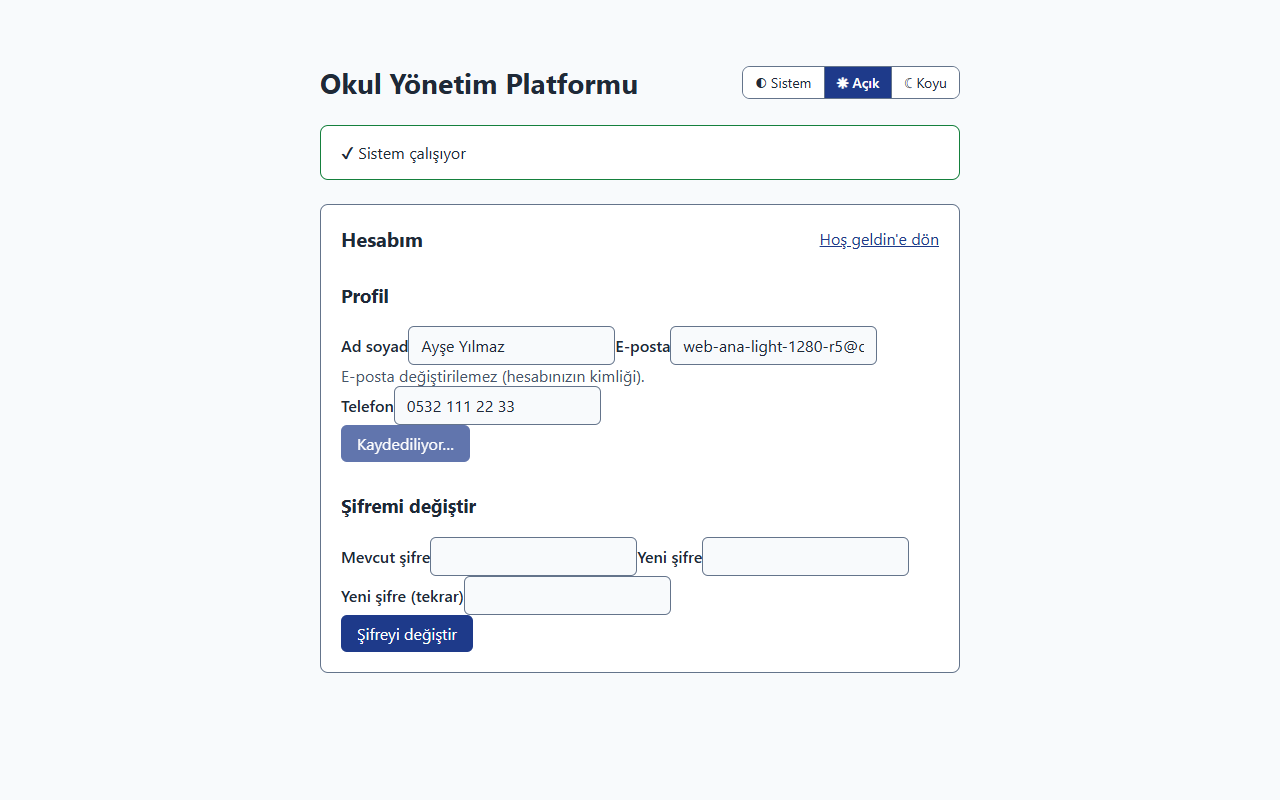 Okul Yönetim Platformu
◐ Sistem ✸ Açık ☾ Koyu
✓ Sistem çalışıyor
Hesabım Hoş geldin'e dön
Profil
Ad soyad Ayşe Yılmaz E-posta web-ana-light-1280-r5@c
E-posta değiştirilemez (hesabınızın kimliği).
Telefon 0532 111 22 33
Kaydediliyor…
Şifremi değiştir
Mevcut şifre Yeni şifre
Yeni şifre (tekrar)
Şifreyi değiştir